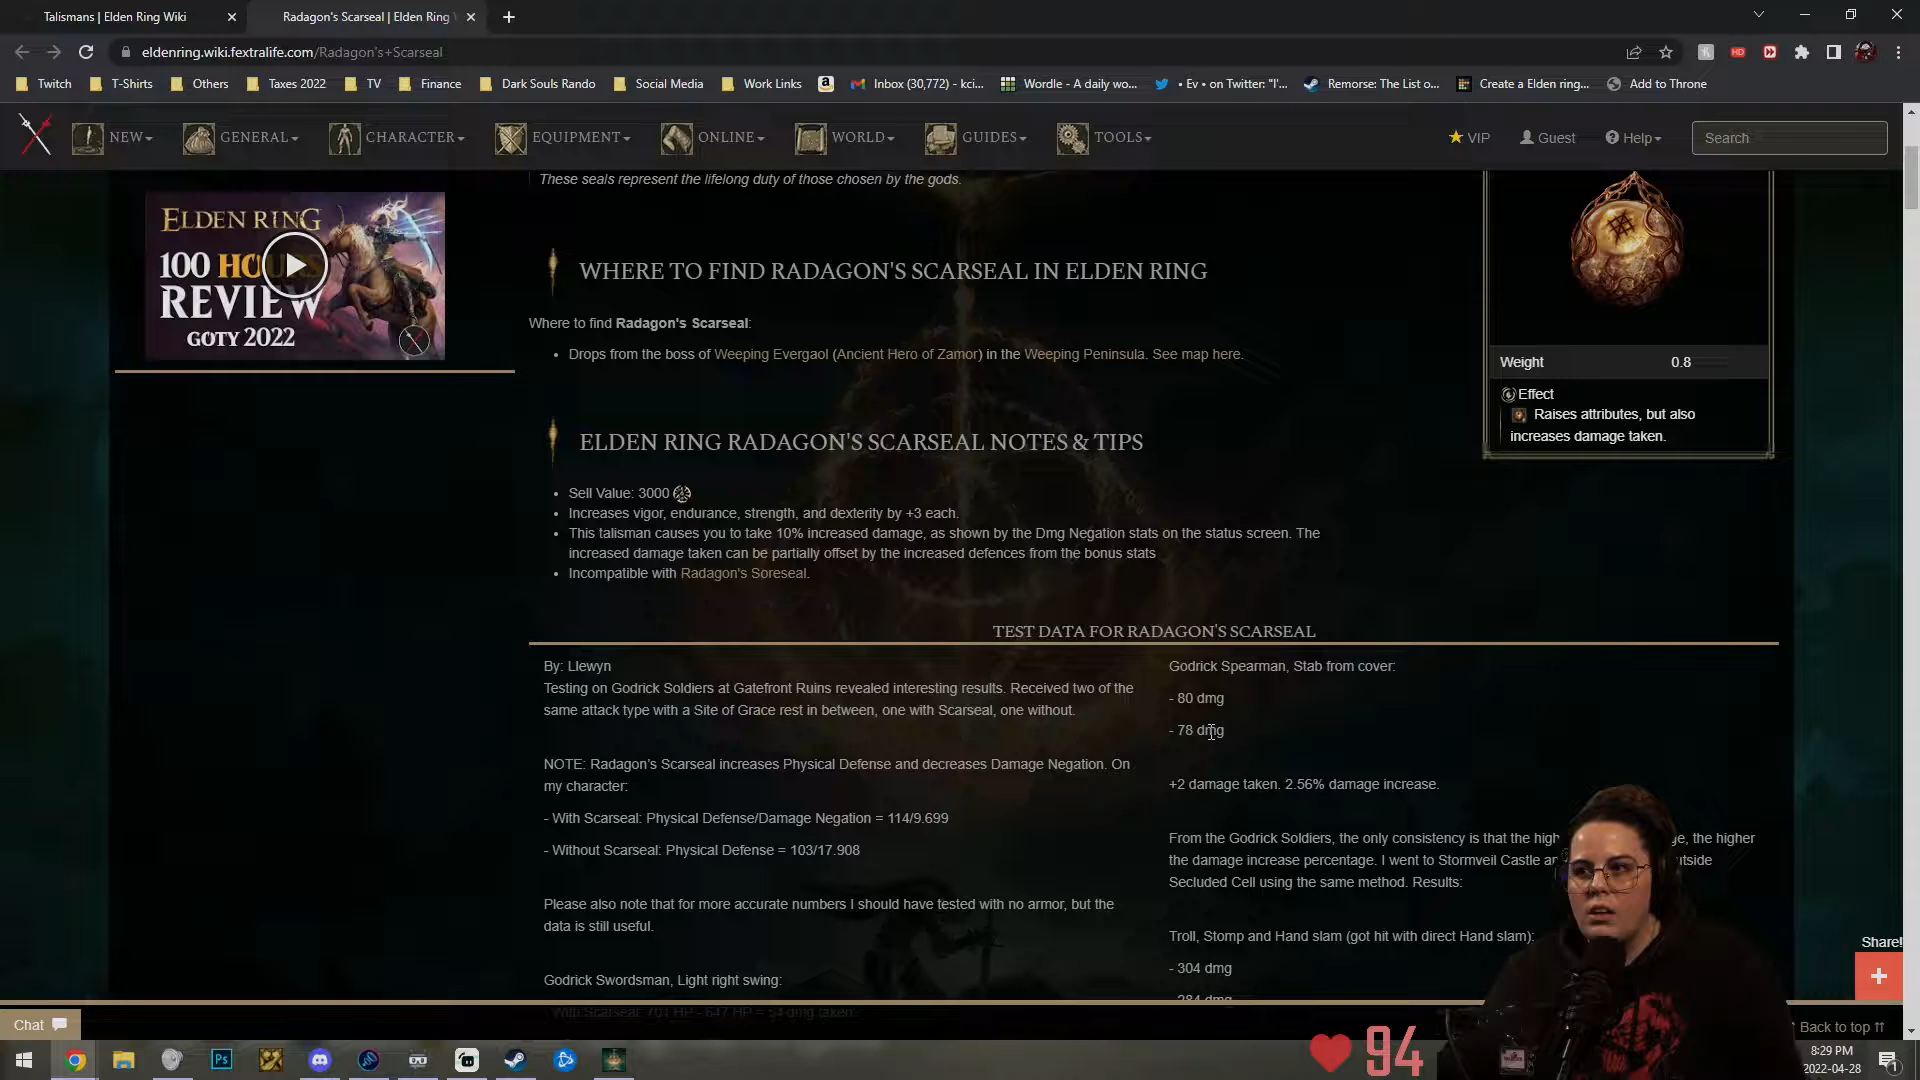 Talismans | Elden Ring Wiki
Radagon's Scarseal | Elden Ring
eldenring.wiki.fextralife.com/Radagon's+Scarseal
Twitch T-Shirts Others Taxes 2022 TV Finance Dark Souls Rando Social Media Work Links Inbox (30,772) - kci... Wordle - A daily wo... • Ev • on Twitter: "I'... Remorse: The List o... Create a Elden ring... Add to Throne
NEW GENERAL CHARACTER EQUIPMENT ONLINE WORLD GUIDES TOOLS VIP Guest Help Search
ELDEN RING
100 HO
REVIEW
GOTY 2022
These seals represent the lifelong duty of those chosen by the gods.
WHERE TO FIND RADAGON'S SCARSEAL IN ELDEN RING
Where to find Radagon's Scarseal:
• Drops from the boss of Weeping Evergaol (Ancient Hero of Zamor) in the Weeping Peninsula. See map here.
Weight 0.8
Effect
Raises attributes, but also
increases damage taken.
ELDEN RING RADAGON'S SCARSEAL NOTES & TIPS
• Sell Value: 3000
• Increases vigor, endurance, strength, and dexterity by +3 each.
• This talisman causes you to take 10% increased damage, as shown by the Dmg Negation stats on the status screen. The
increased damage taken can be partially offset by the increased defences from the bonus stats
• Incompatible with Radagon's Soreseal.
TEST DATA FOR RADAGON'S SCARSEAL
By: Llewyn
Testing on Godrick Soldiers at Gatefront Ruins revealed interesting results. Received two of the
same attack type with a Site of Grace rest in between, one with Scarseal, one without.
NOTE: Radagon's Scarseal increases Physical Defense and decreases Damage Negation. On
my character:
- With Scarseal: Physical Defense/Damage Negation = 114/9.699
- Without Scarseal: Physical Defense = 103/17.908
Please also note that for more accurate numbers I should have tested with no armor, but the
data is still useful.
Godrick Swordsman, Light right swing:
- With Scarseal: 701 HP - 647 HP = 54 dmg taken
Godrick Spearman, Stab from cover:
- 80 dmg
- 78 dmg
+2 damage taken. 2.56% damage increase.
From the Godrick Soldiers, the only consistency is that the high the higher
the damage increase percentage. I went to Stormveil Castle
Secluded Cell using the same method. Results:
Troll, Stomp and Hand slam (got hit with direct Hand slam):
- 304 dmg
- 284 dmg
Share!
+
Chat
Back to top
94
Ps
HD
8:29 PM
2022-04-28
1